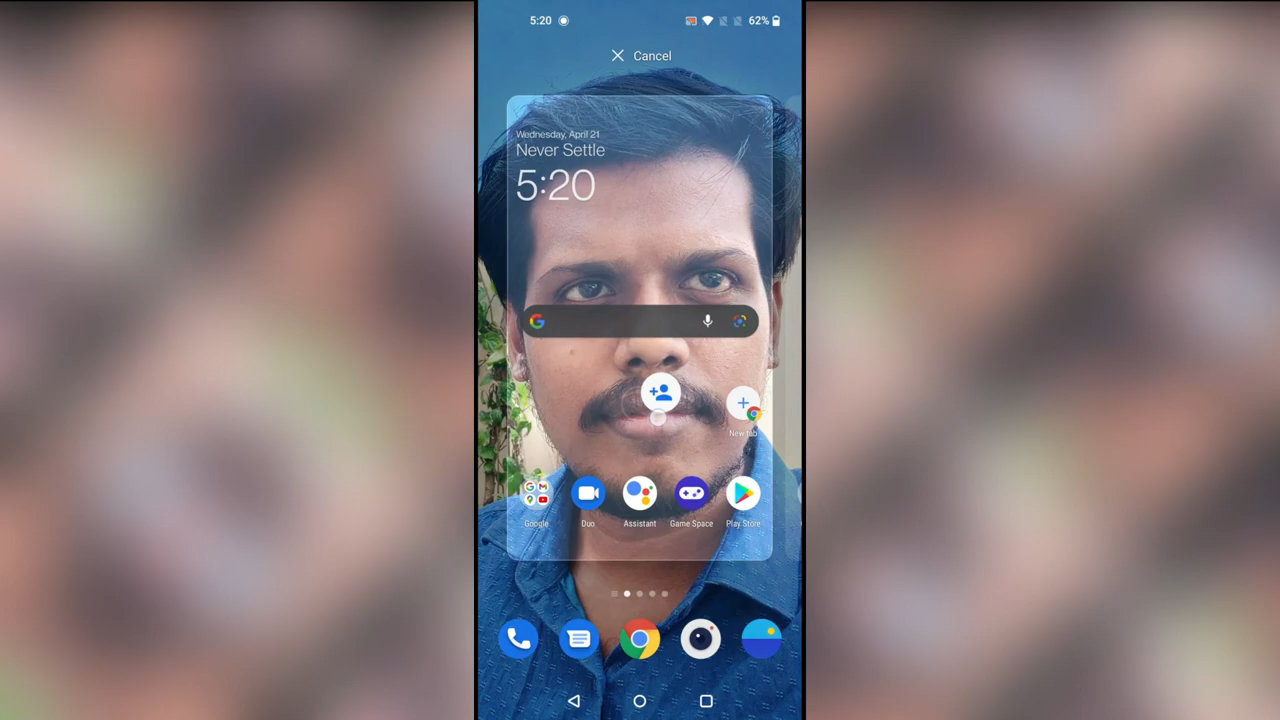 5:20
62%
Cancel
Wednesday, April 21
Never Settle
5:20
New tab
Google
Duo
Assistant
Game Space
Play Store